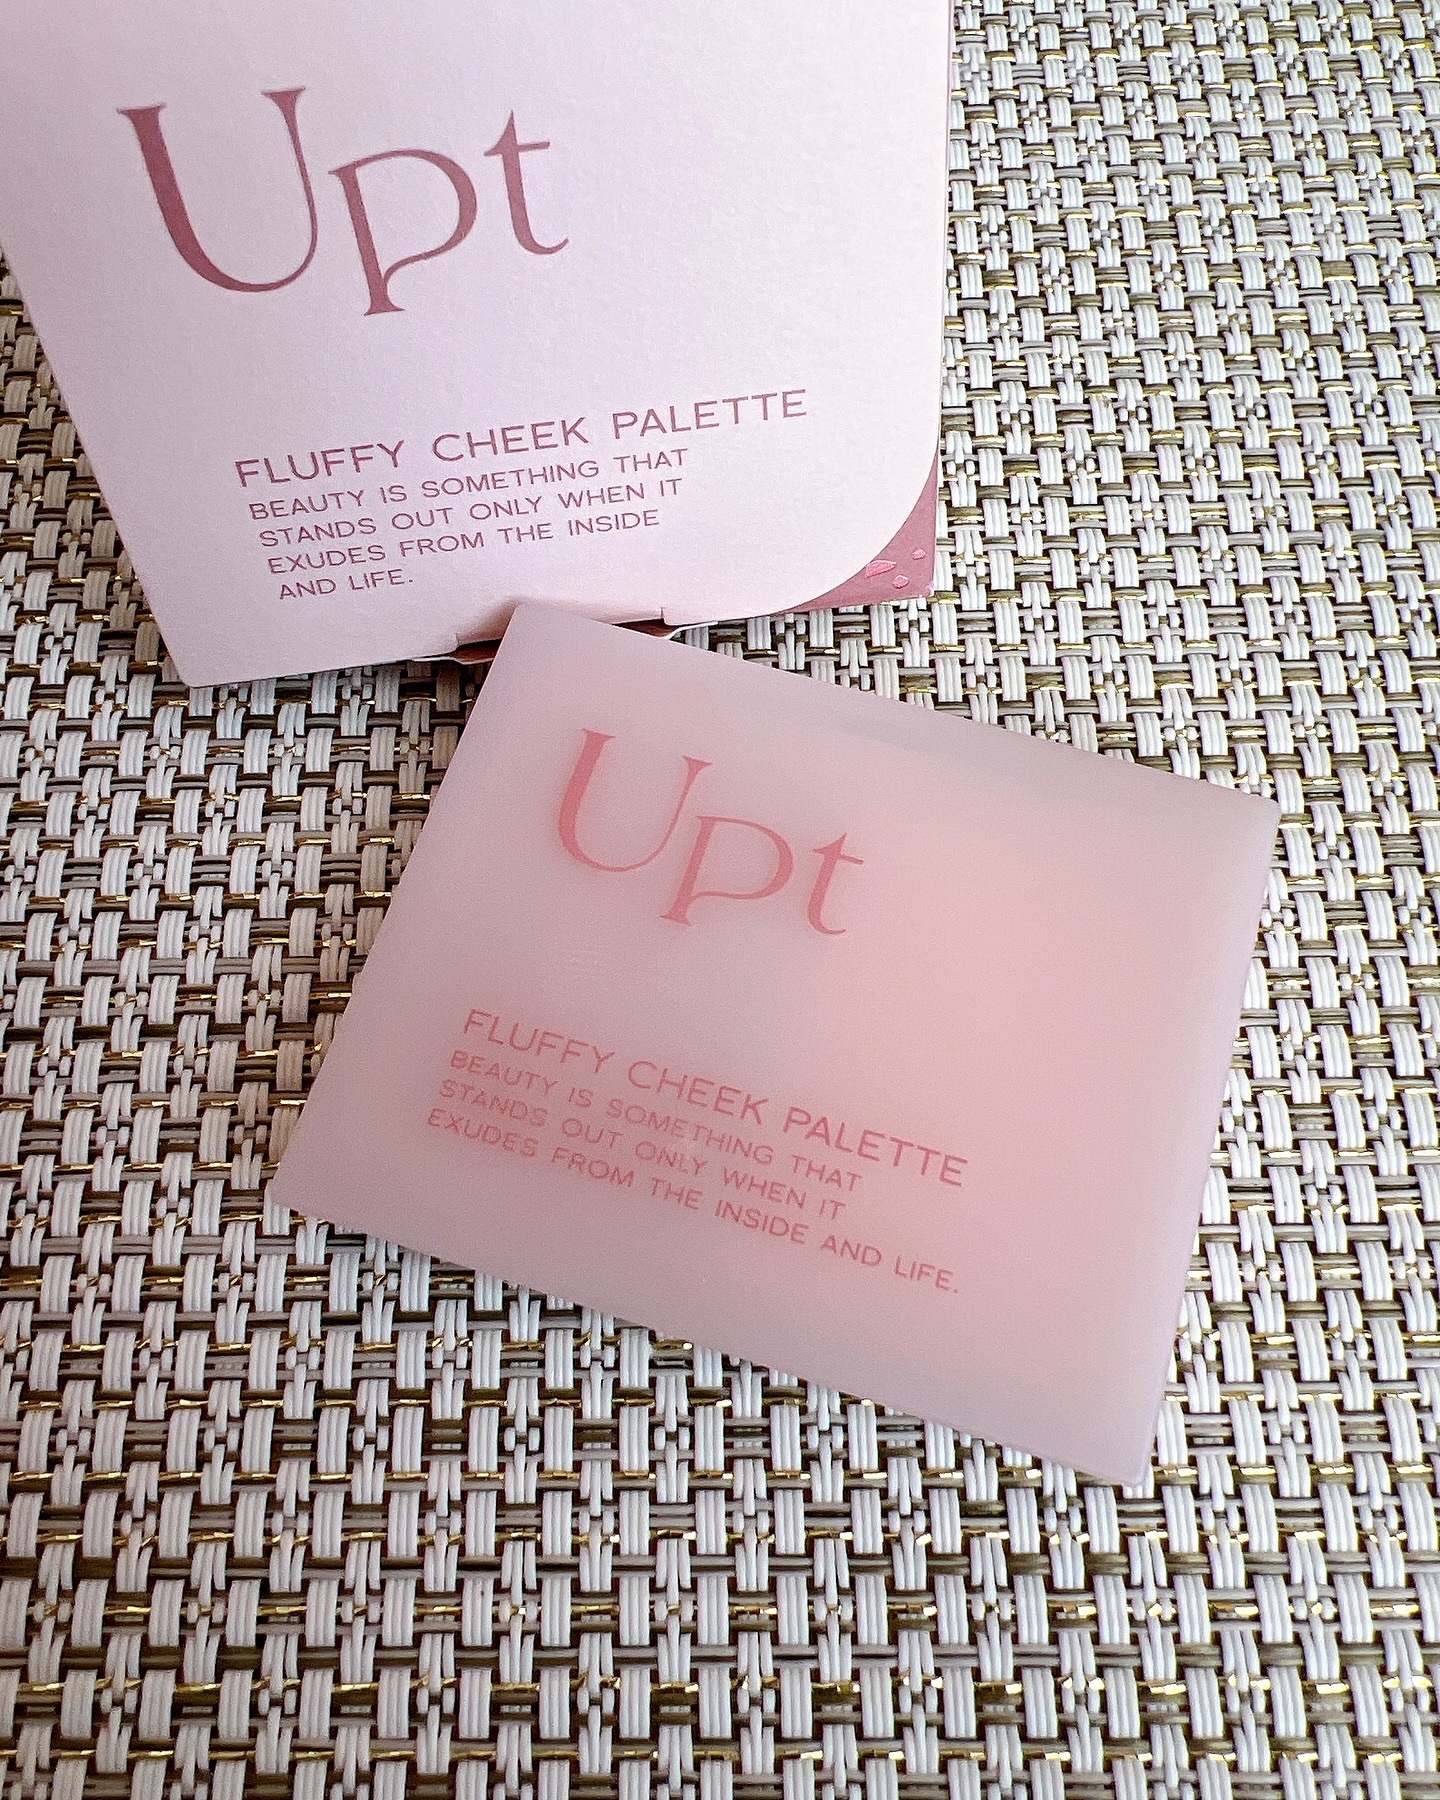 Upt
FLUFFY CHEEK PALETTE
BEAUTY IS SOMETHING THAT
STANDS OUT ONLY WHEN IT
EXUDES FROM THE INSIDE
AND LIFE.
Upt
FLUFFY CHEEK PALETTE
BEAUTY IS SOMETHING THAT
STANDS OUT ONLY WHEN IT
EXUDES FROM THE INSIDE AND LIFE.